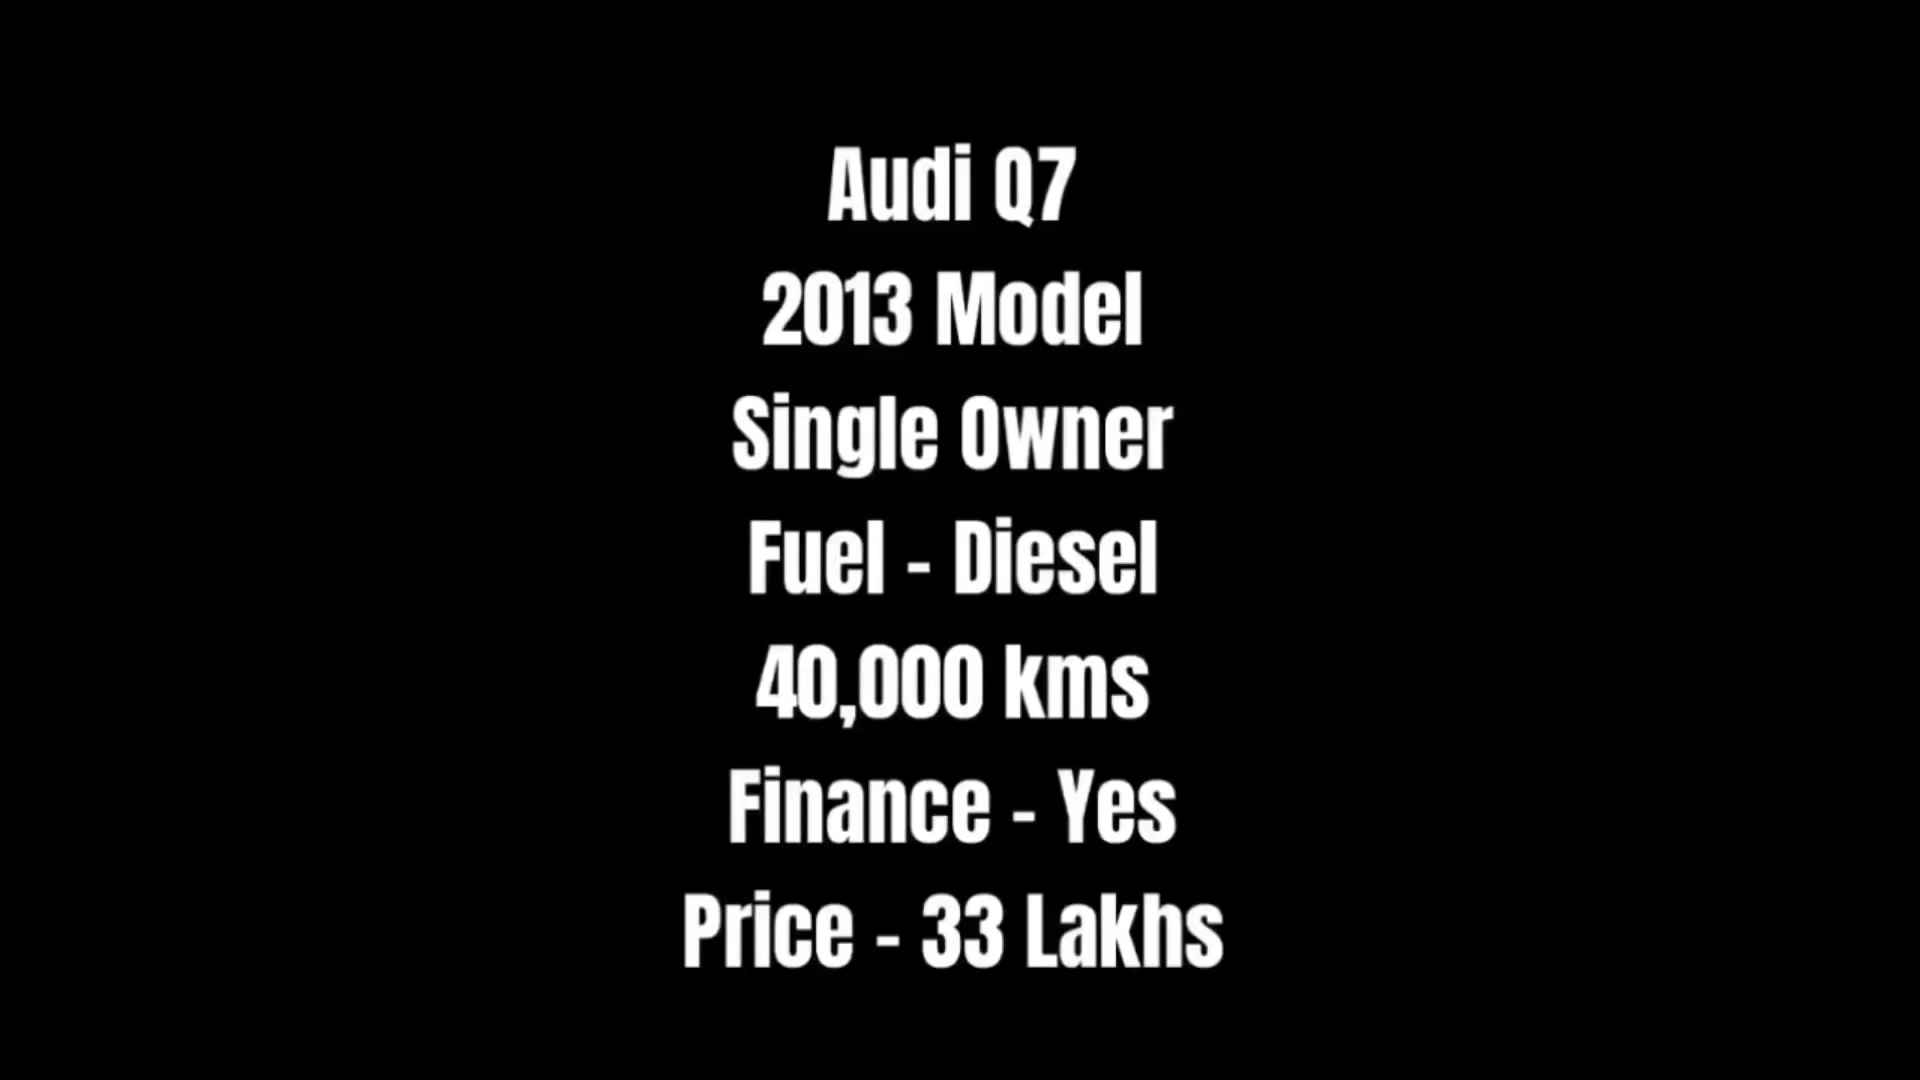 Audi Q7
2013 Model
Single Owner
Fuel - Diesel
40,000 kms
Finance - Yes
Price - 33 Lakhs